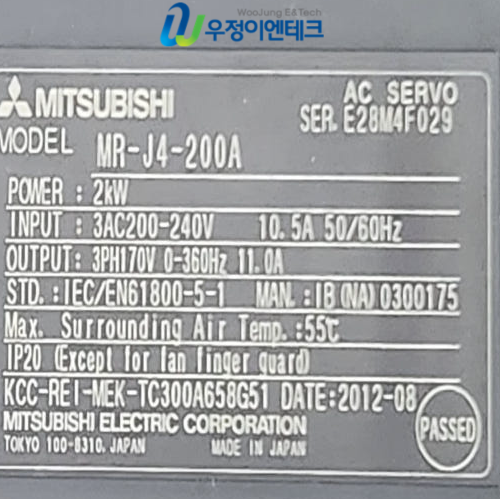 WooJung E&Tech
우정이엔테크
MITSUBISHI
AC SERVO
SER. E28M4F029
MODEL MR-J4-200A
POWER : 2kW
INPUT : 3AC200-240V 10.5A 50/60Hz
OUTPUT: 3PH170V 0-360Hz 11.0A
STD. : IEC/EN61800-5-1 MAN. : IB(NA)0300175
Max. Surrounding Air Temp. :55℃
IP20 (Except for fan finger guard)
KCC-REI-MEK-TC300A658G51 DATE:2012-08
MITSUBISHI ELECTRIC CORPORATION
TOKYO 100-8310, JAPAN MADE IN JAPAN
PASSED